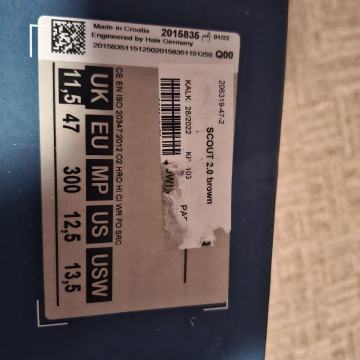 Made in Croatia 2015835 01/22
Engineered by Haix Germany
2015835115125020158351151259 Q00
206319-47-2
SCOUT 2.0 brown
KALK: 28/2022
CE EN ISO 20347:2012 O2 HRO HI CI WR FO SRC
UK EU MP US USW
11,5 47 300 12,5 13,5